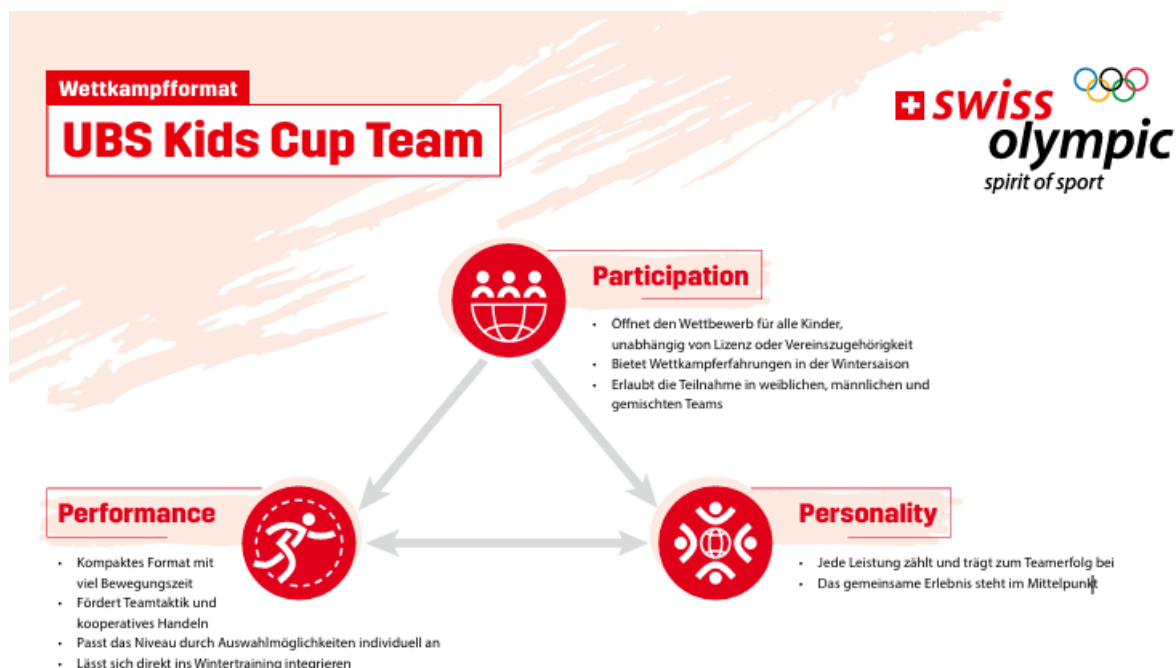 Wettkampfformat
UBS Kids Cup Team
swiss
olympic
spirit of sport
Participation
• Öffnet den Wettbewerb für alle Kinder,
unabhängig von Lizenz oder Vereinszugehörigkeit
• Bietet Wettkampferfahrungen in der Wintersaison
• Erlaubt die Teilnahme in weiblichen, männlichen und
gemischten Teams
Performance
• Kompaktes Format mit
viel Bewegungszeit
• Fördert Teamtaktik und
kooperatives Handeln
• Passt das Niveau durch Auswahlmöglichkeiten individuell an
• Lässt sich direkt ins Wintertraining integrieren
Personality
• Jede Leistung zählt und trägt zum Teamerfolg bei
• Das gemeinsame Erlebnis steht im Mittelpunkt